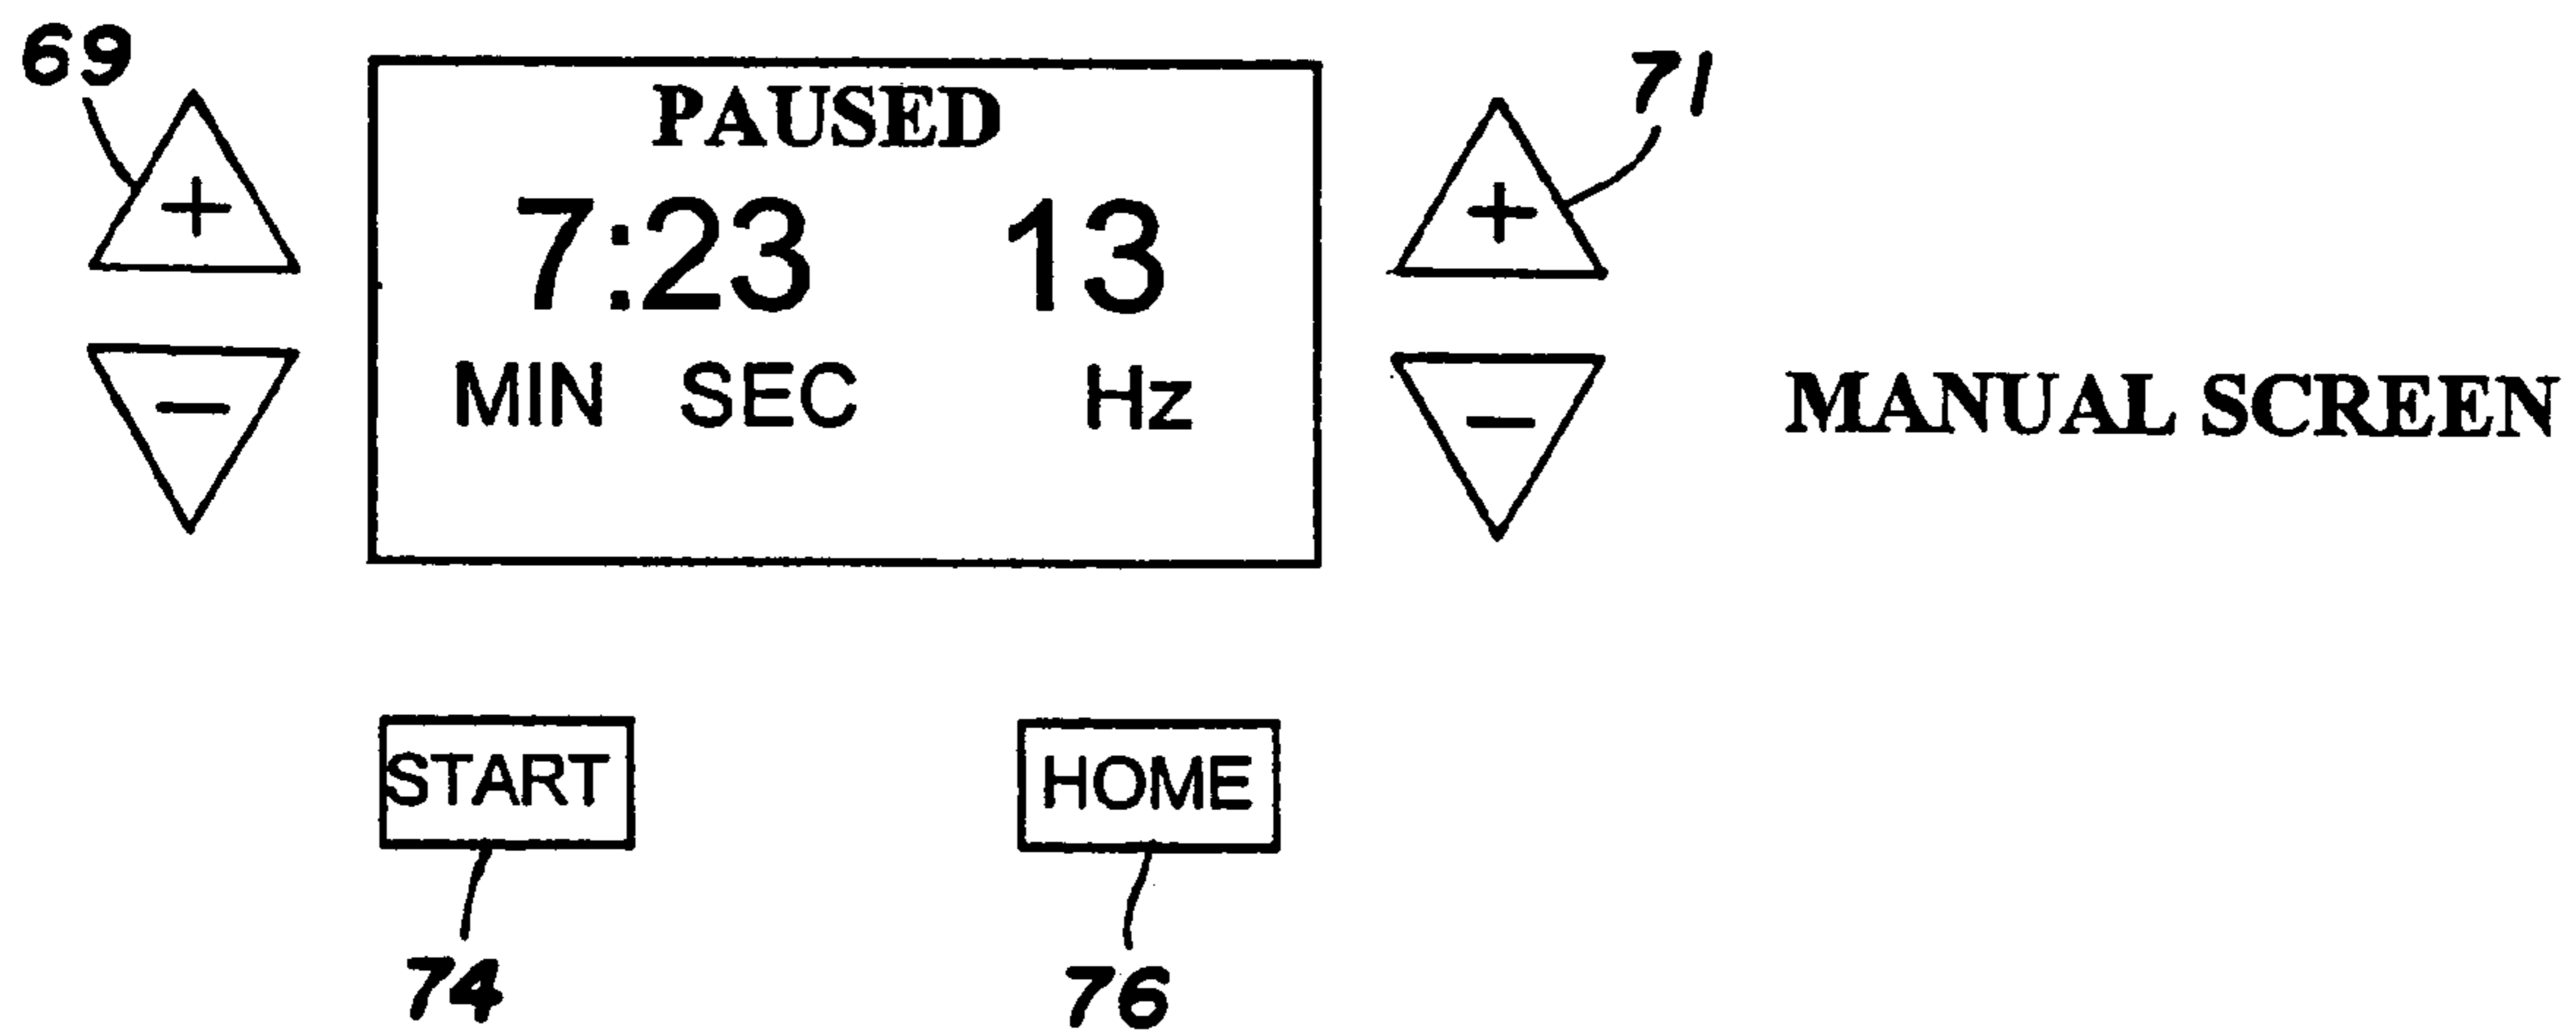 69
71
PAUSED
+
7:23 13
+
MIN SEC Hz
−
−
MANUAL SCREEN
START
HOME
74
76